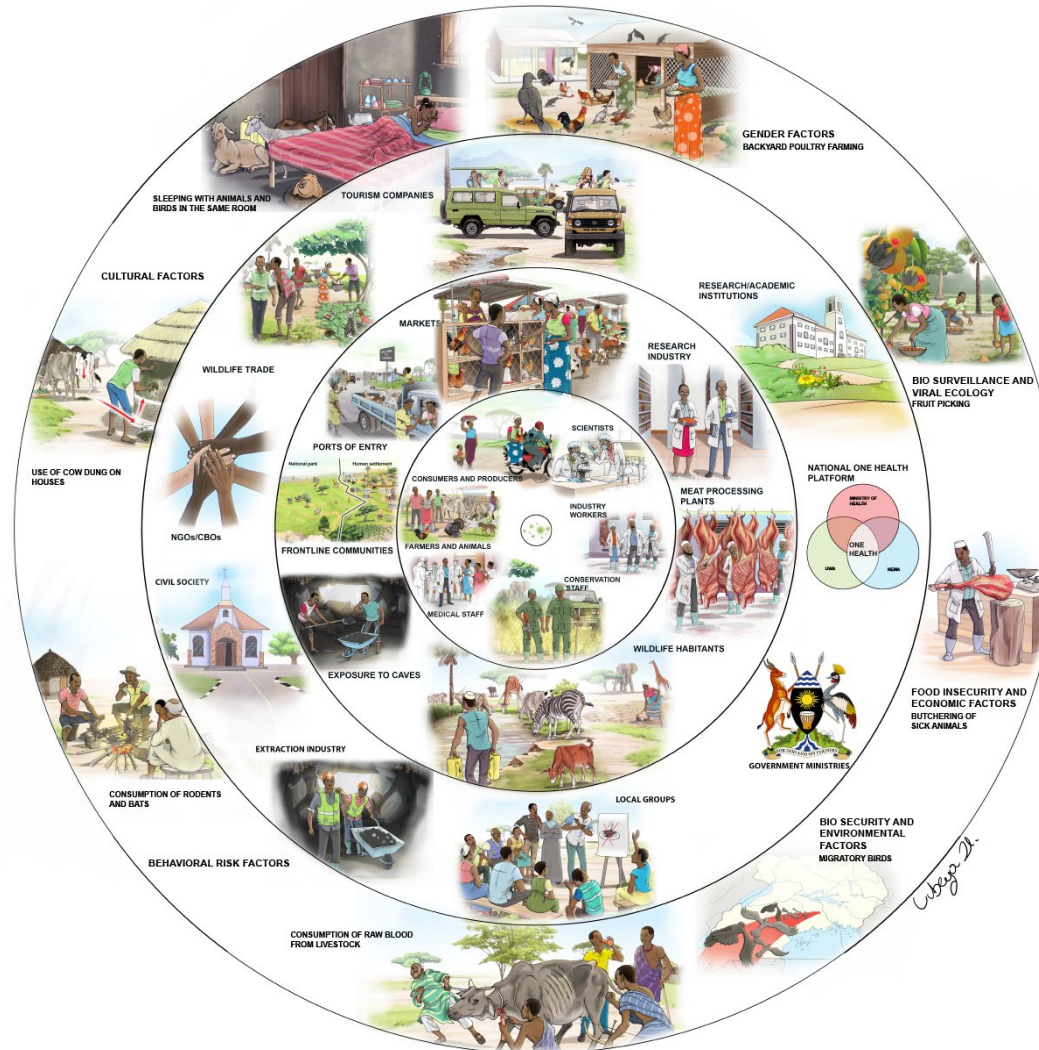 GENDER FACTORS
BACKYARD POULTRY FARMING
SLEEPING WITH ANIMALS AND
BIRDS IN THE SAME ROOM
TOURISM COMPANIES
CULTURAL FACTORS
RESEARCH/ACADEMIC
INSTITUTIONS
MARKETS
RESEARCH
INDUSTRY
WILDLIFE TRADE
BIO SURVEILLANCE AND
VIRAL ECOLOGY
FRUIT PICKING
PORTS OF ENTRY
SCIENTISTS
National park
Human settlement
CONSUMERS AND PRODUCERS
USE OF COW DUNG ON
HOUSES
NATIONAL ONE HEALTH
PLATFORM
MINISTRY OF
HEALTH
MEAT PROCESSING
PLANTS
INDUSTRY
WORKERS
NGOs/CBOs
FRONTLINE COMMUNITIES
FARMERS AND ANIMALS
ONE
HEALTH
UWA
NEMA
CIVIL SOCIETY
CONSERVATION
STAFF
MEDICAL STAFF
WILDLIFE HABITANTS
EXPOSURE TO CAVES
FOOD INSECURITY AND
ECONOMIC FACTORS
BUTCHERING OF
SICK ANIMALS
EXTRACTION INDUSTRY
FOR GOD AND MY COUNTRY
GOVERNMENT MINISTRIES
CONSUMPTION OF RODENTS
AND BATS
LOCAL GROUPS
BIO SECURITY AND
ENVIRONMENTAL
FACTORS
MIGRATORY BIRDS
BEHAVIORAL RISK FACTORS
CONSUMPTION OF RAW BLOOD
FROM LIVESTOCK